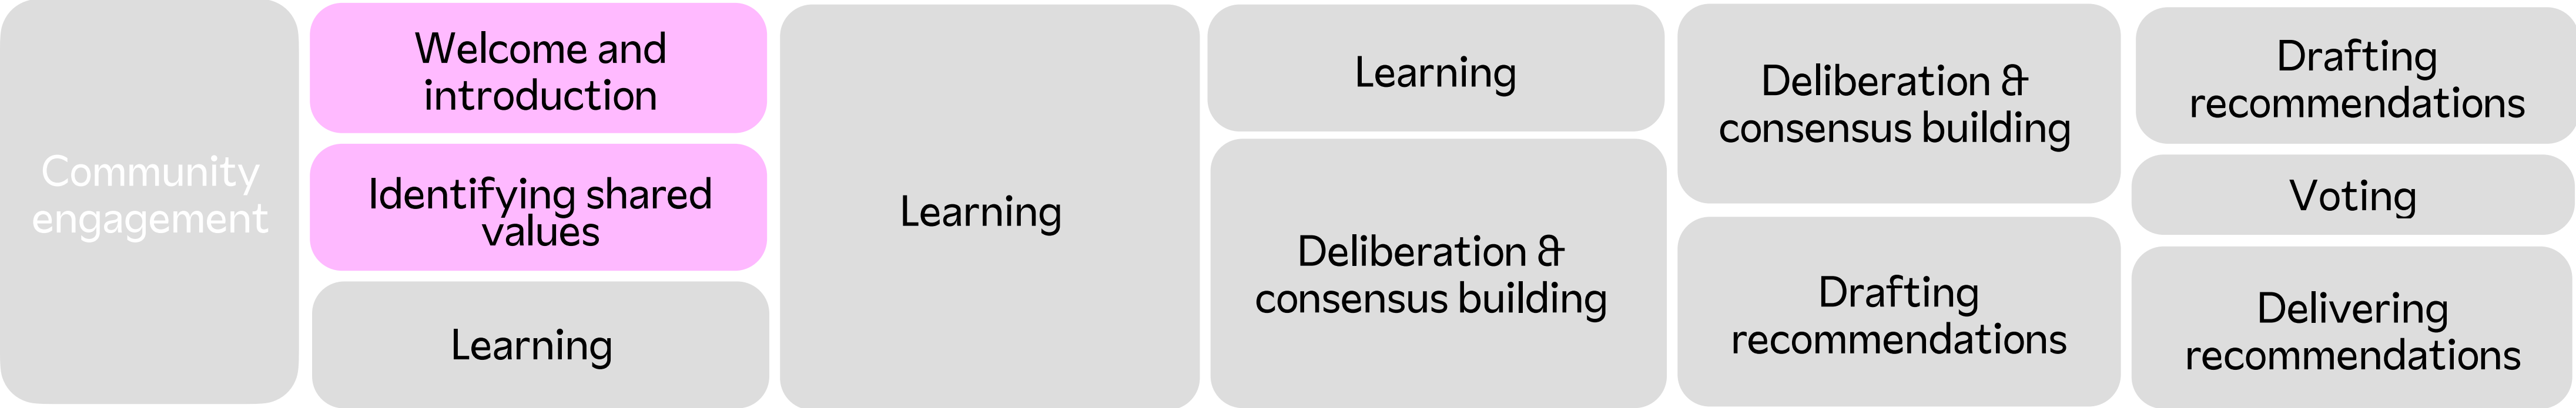 Community
engagement
Welcome and
introduction
Identifying shared
values
Learning
Learning
Learning
Deliberation &
consensus building
Deliberation &
consensus building
Drafting
recommendations
Drafting
recommendations
Voting
Delivering
recommendations